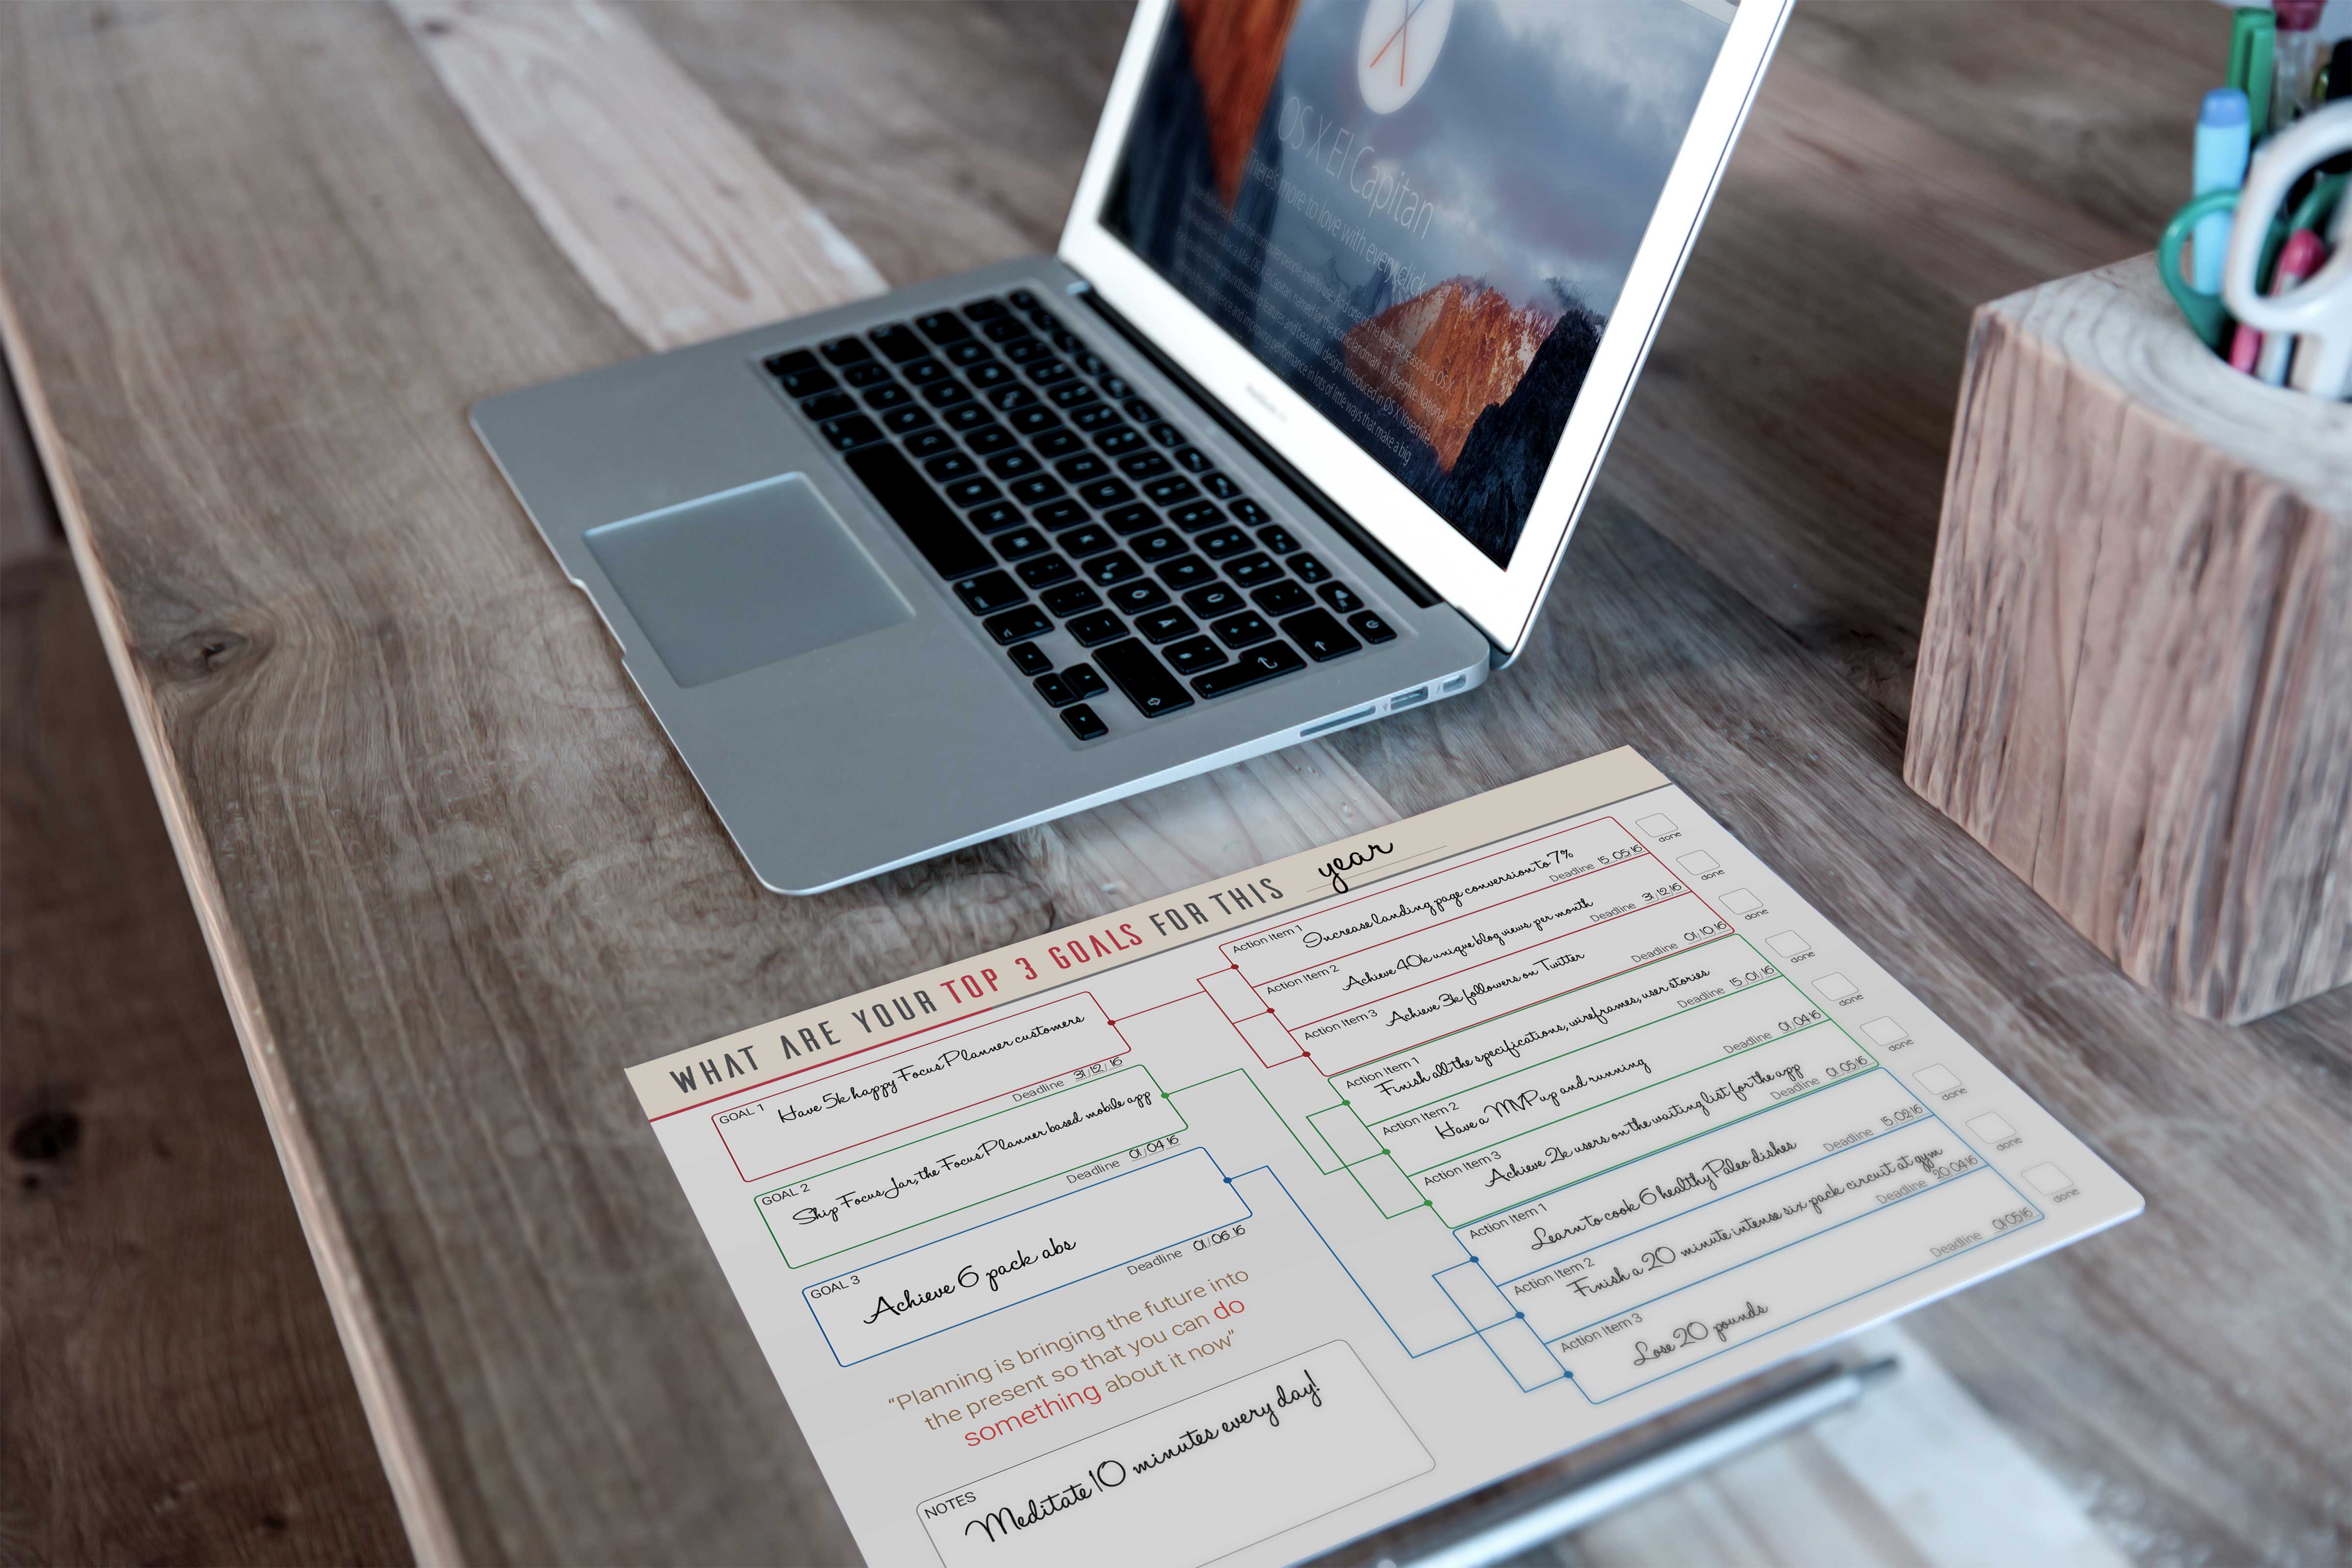 OS X El Capitan
There's more to love with every click.
WHAT ARE YOUR TOP 3 GOALS FOR THIS year
GOAL 1
Have 5k happy FocusPlanner customers
Deadline 31/12/16
GOAL 2
Ship FocusJar, the FocusPlanner based mobile app
Deadline 01/04/16
GOAL 3
Achieve 6 pack abs
Deadline 01/06/16
"Planning is bringing the future into
the present so that you can do
something about it now"
NOTES
Meditate 10 minutes every day!
Action Item 1
Increase landing page conversion to 7%
Deadline 15.05.16
done
Action Item 2
Achieve 40k unique blog views per month
Deadline 31/12.16
done
Action Item 3
Achieve 3k followers on Twitter
Deadline 01/10.16
done
Action Item 1
Finish all the specifications, wireframes, user stories
Deadline 15.01/16
done
Action Item 2
Have a MVP up and running
Deadline 01.04.16
done
Action Item 3
Achieve 2k users on the waiting list for the app
Deadline 01.05.16
done
Action Item 1
Learn to cook 6 healthy Paleo dishes
Deadline 15/02/16
done
Action Item 2
Finish a 20 minute intense six pack circuit at gym
Deadline 20.04.16
done
Action Item 3
Lose 20 pounds
Deadline 01.05.16
done